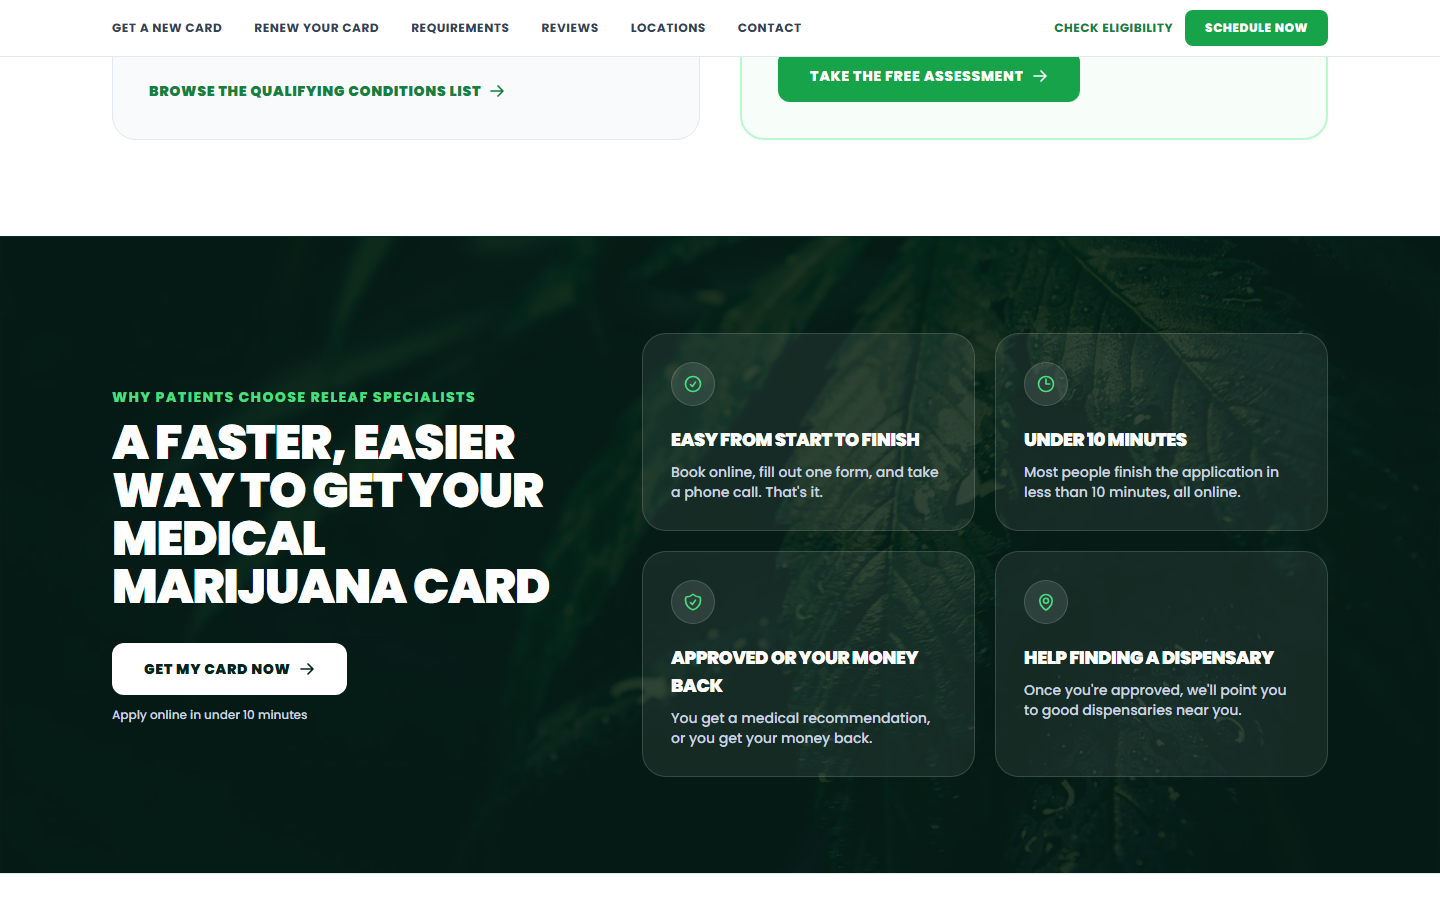 GET A NEW CARD RENEW YOUR CARD REQUIREMENTS REVIEWS LOCATIONS CONTACT CHECK ELIGIBILITY SCHEDULE NOW
BROWSE THE QUALIFYING CONDITIONS LIST
TAKE THE FREE ASSESSMENT
WHY PATIENTS CHOOSE RELEAF SPECIALISTS
A FASTER, EASIER
WAY TO GET YOUR
MEDICAL
MARIJUANA CARD
GET MY CARD NOW
Apply online in under 10 minutes
EASY FROM START TO FINISH
Book online, fill out one form, and take
a phone call. That's it.
UNDER 10 MINUTES
Most people finish the application in
less than 10 minutes, all online.
APPROVED OR YOUR MONEY
BACK
You get a medical recommendation,
or you get your money back.
HELP FINDING A DISPENSARY
Once you're approved, we'll point you
to good dispensaries near you.